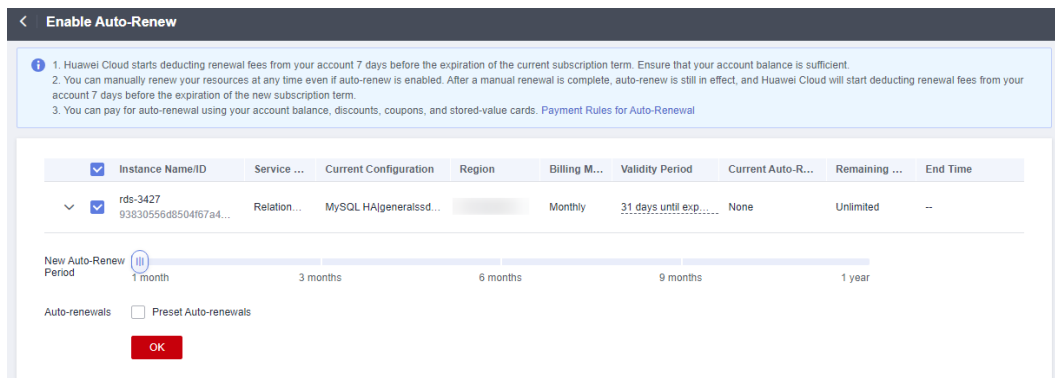 Enable Auto-Renew
1. Huawei Cloud starts deducting renewal fees from your account 7 days before the expiration of the current subscription term. Ensure that your account balance is sufficient.
2. You can manually renew your resources at any time even if auto-renew is enabled. After a manual renewal is complete, auto-renew is still in effect, and Huawei Cloud will start deducting renewal fees from your
account 7 days before the expiration of the new subscription term.
3. You can pay for auto-renewal using your account balance, discounts, coupons, and stored-value cards. Payment Rules for Auto-Renewal
Instance Name/ID Service ... Current Configuration Region Billing M... Validity Period Current Auto-R... Remaining ... End Time
rds-3427
93830556d8504f67a4...
Relation... MySQL HA|generalssd... Monthly 31 days until exp... None Unlimited --
New Auto-Renew
Period
1 month 3 months 6 months 9 months 1 year
Auto-renewals Preset Auto-renewals
OK